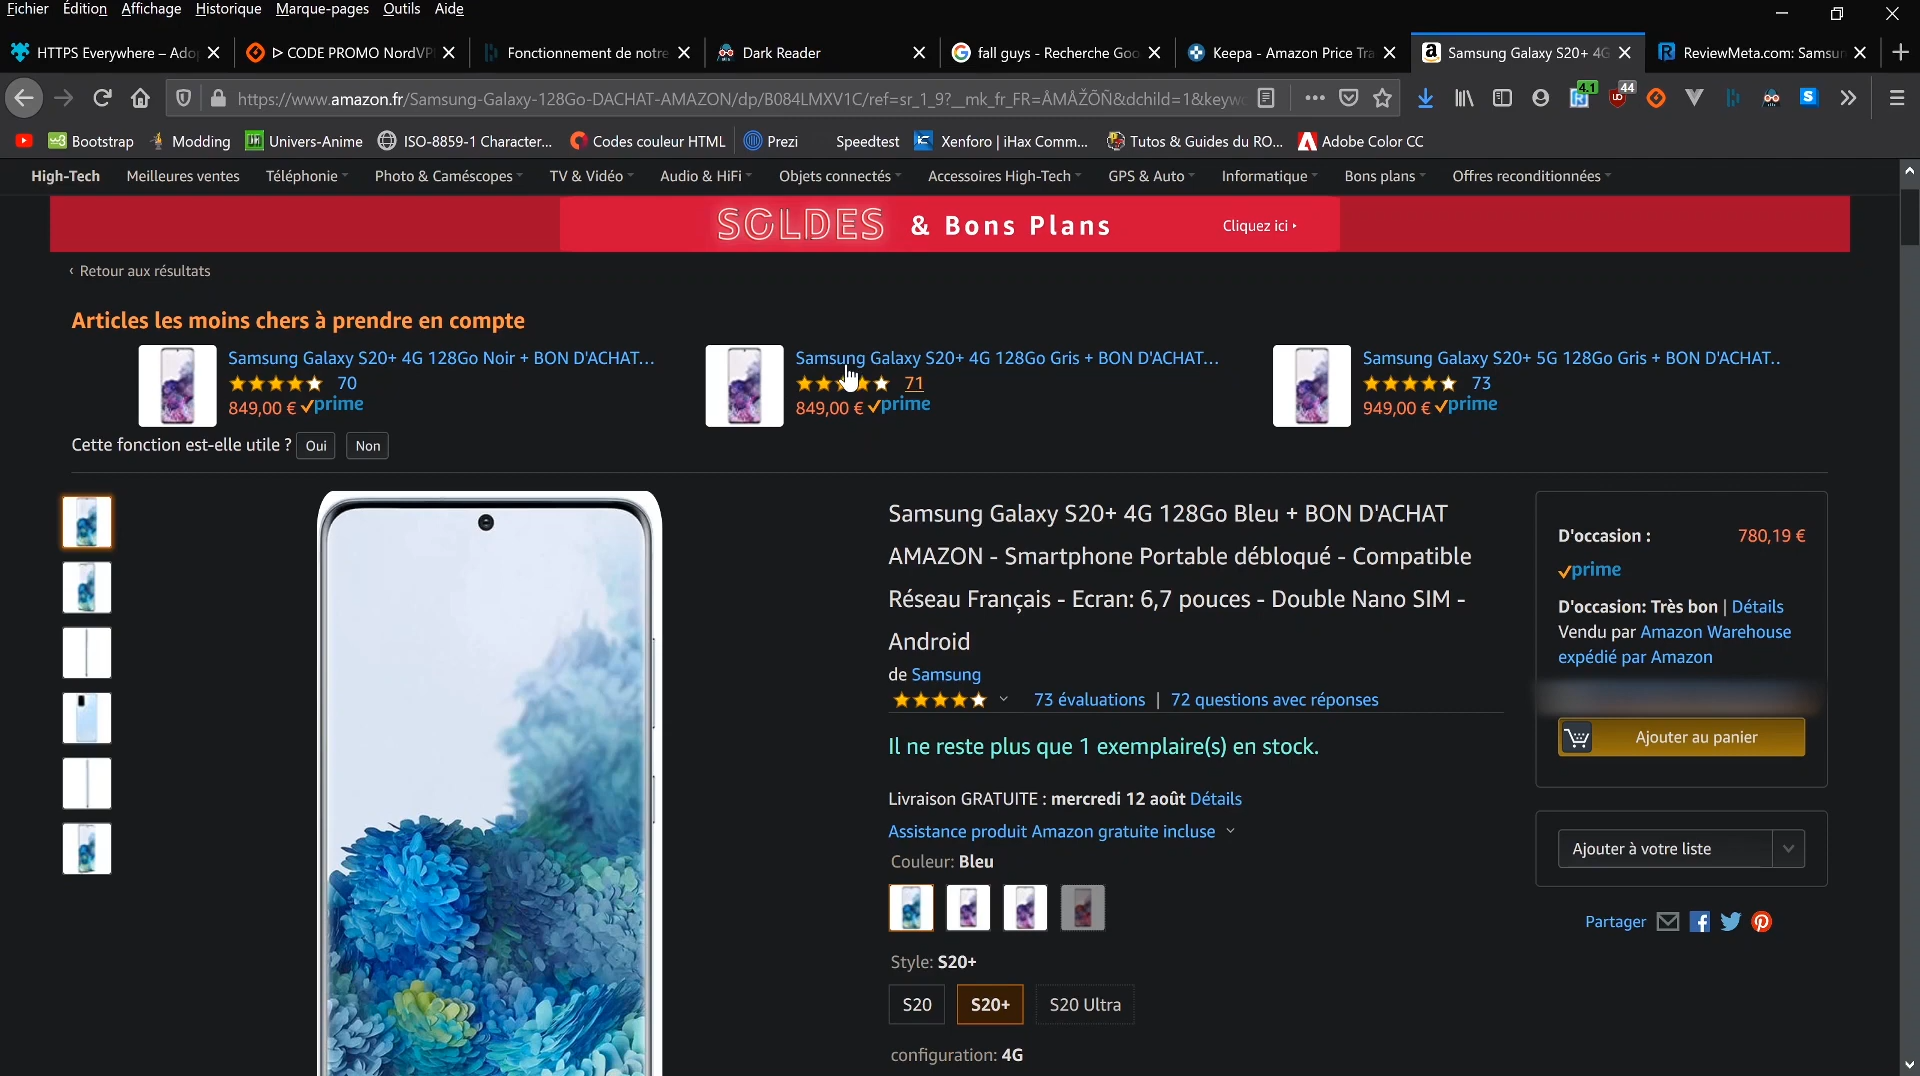 Fichier Édition Affichage Historique Marque-pages Outils Aide
HTTPS Everywhere – Ado
ᐅ CODE PROMO NordVP
Fonctionnement de notre
Dark Reader
fall guys - Recherche Goo
Keepa - Amazon Price Tra
Samsung Galaxy S20+ 4G
ReviewMeta.com: Samsun
https://www.amazon.fr/Samsung-Galaxy-128Go-DACHAT-AMAZON/dp/B084LMXV1C/ref=sr_1_9?__mk_fr_FR=ÅMÅŽÕÑ&dchild=1&keywo
4.1
44
Bootstrap
Modding
Univers-Anime
ISO-8859-1 Character...
Codes couleur HTML
Prezi
Speedtest
Xenforo | iHax Comm...
Tutos & Guides du RO...
Adobe Color CC
High-Tech
Meilleures ventes
Téléphonie
Photo & Caméscopes
TV & Vidéo
Audio & HiFi
Objets connectés
Accessoires High-Tech
GPS & Auto
Informatique
Bons plans
Offres reconditionnées
SOLDES & Bons Plans
Cliquez ici ▸
‹ Retour aux résultats
Articles les moins chers à prendre en compte
Samsung Galaxy S20+ 4G 128Go Noir + BON D'ACHAT…
70
849,00 € prime
Samsung Galaxy S20+ 4G 128Go Gris + BON D'ACHAT…
71
849,00 € prime
Samsung Galaxy S20+ 5G 128Go Gris + BON D'ACHAT…
73
949,00 € prime
Cette fonction est-elle utile ? Oui Non
Samsung Galaxy S20+ 4G 128Go Bleu + BON D'ACHAT
AMAZON - Smartphone Portable débloqué - Compatible
Réseau Français - Ecran: 6,7 pouces - Double Nano SIM -
Android
de Samsung
73 évaluations | 72 questions avec réponses
Il ne reste plus que 1 exemplaire(s) en stock.
Livraison GRATUITE : mercredi 12 août Détails
Assistance produit Amazon gratuite incluse
Couleur: Bleu
Style: S20+
S20
S20+
S20 Ultra
configuration: 4G
D'occasion : 780,19 €
prime
D'occasion: Très bon | Détails
Vendu par Amazon Warehouse
expédié par Amazon
Ajouter au panier
Ajouter à votre liste
Partager